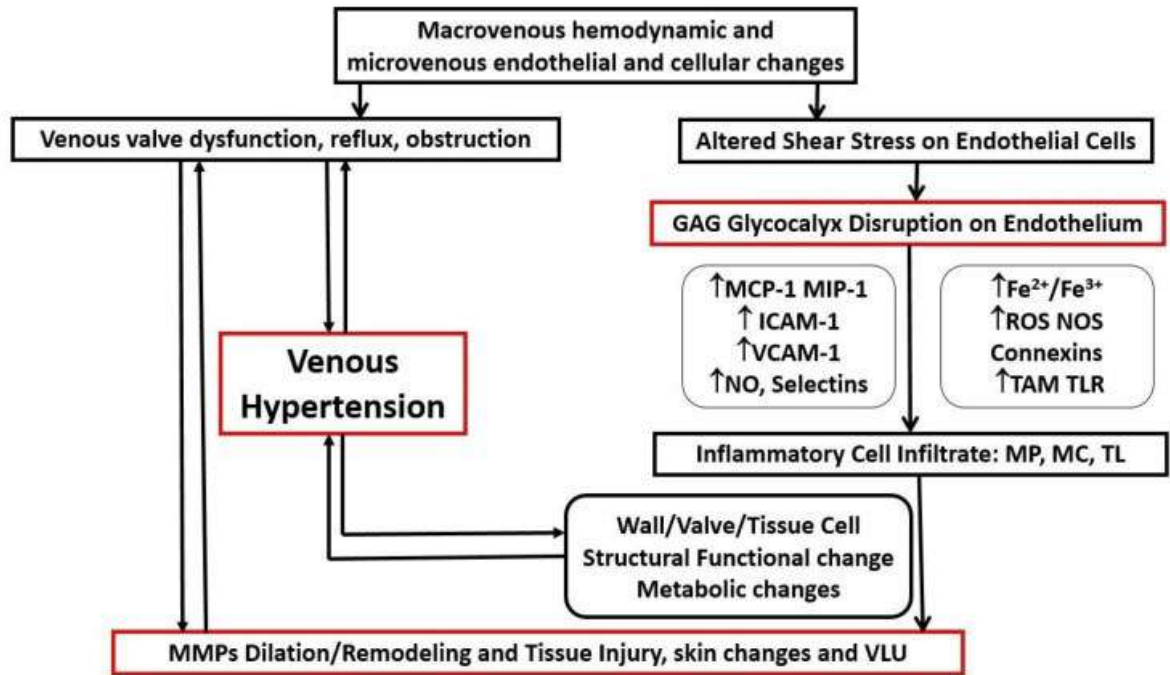 Macrovenous hemodynamic and
microvenous endothelial and cellular changes
Venous valve dysfunction, reflux, obstruction
Altered Shear Stress on Endothelial Cells
GAG Glycocalyx Disruption on Endothelium
↑MCP-1 MIP-1
↑ ICAM-1
↑VCAM-1
↑NO, Selectins
↑Fe²⁺/Fe³⁺
↑ROS NOS
Connexins
↑TAM TLR
Venous
Hypertension
Inflammatory Cell Infiltrate: MP, MC, TL
Wall/Valve/Tissue Cell
Structural Functional change
Metabolic changes
MMPs Dilation/Remodeling and Tissue Injury, skin changes and VLU